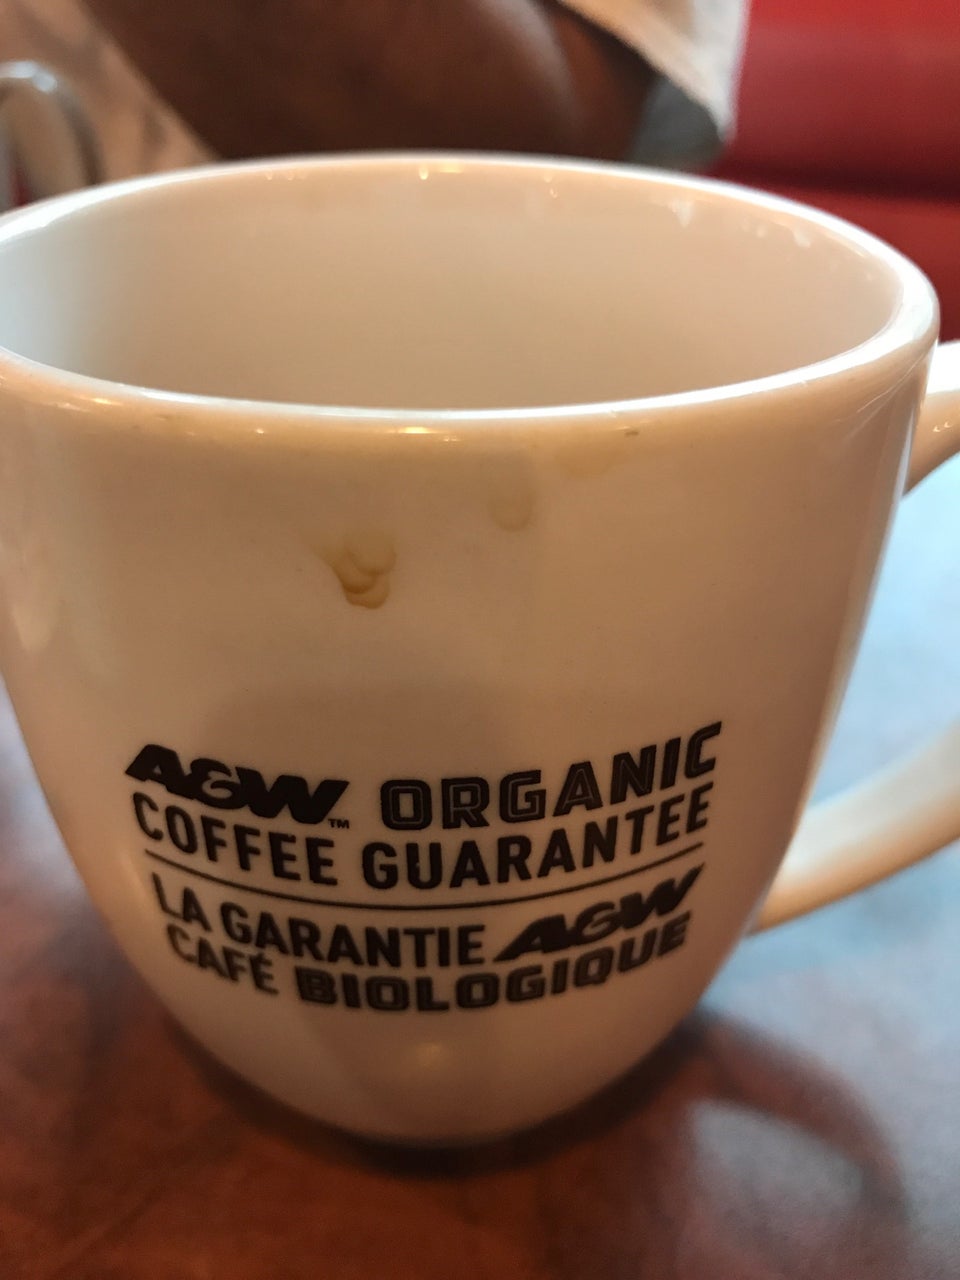 A&W™ ORGANIC
COFFEE GUARANTEE
LA GARANTIE A&W
CAFÉ BIOLOGIQUE